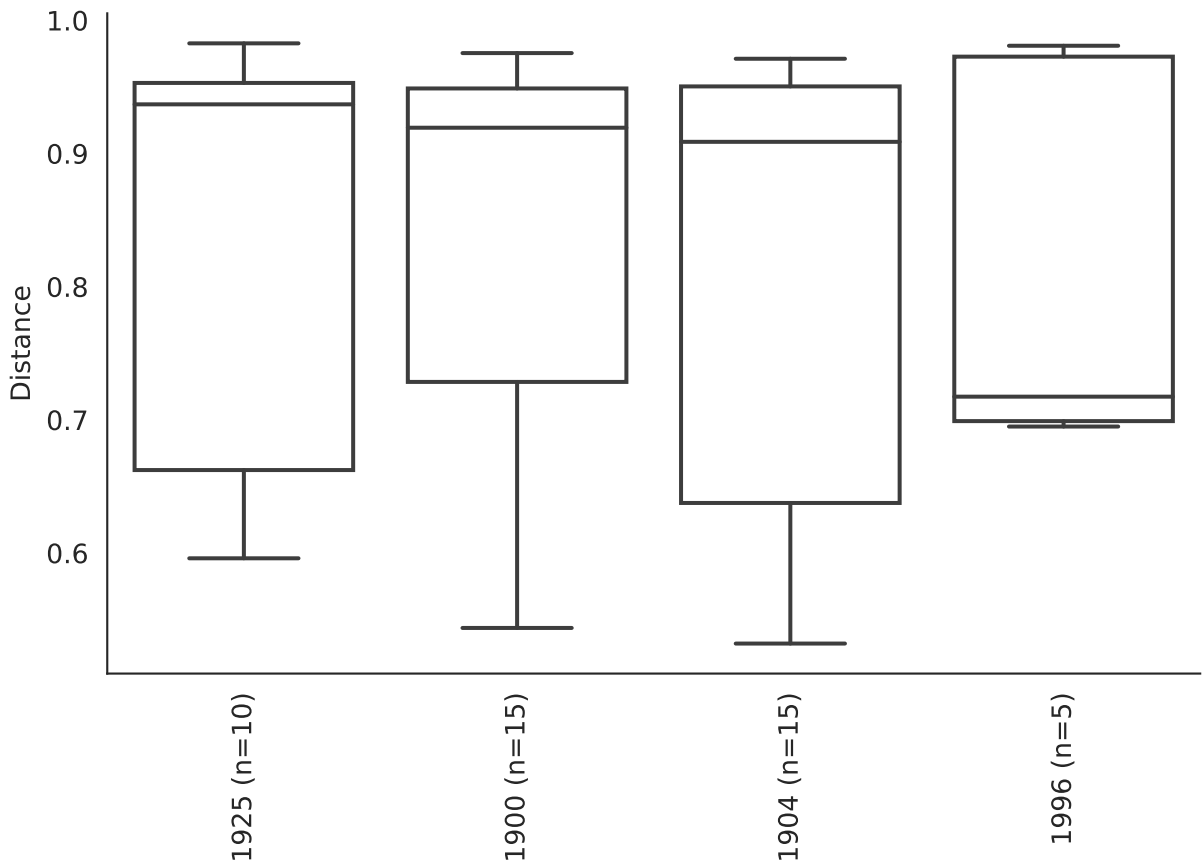 1.0
0.9
0.8
0.7
0.6
Distance
1925 (n=10)
1900 (n=15)
1904 (n=15)
1996 (n=5)